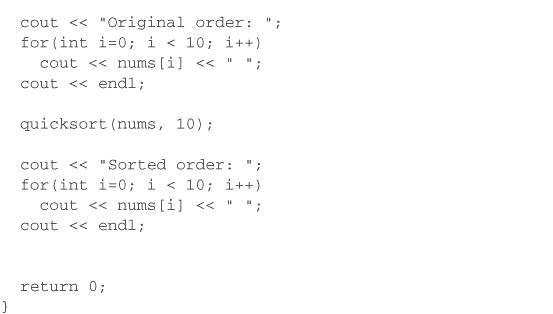 cout << "Original order: ";
for(int i=0; i < 10; i++)
cout << nums[i] << " ";
cout << endl;
quicksort(nums, 10);
cout << "Sorted order: ";
for(int i=0; i < 10; i++)
cout << nums[i] << " ";
cout << endl;
return 0;
}